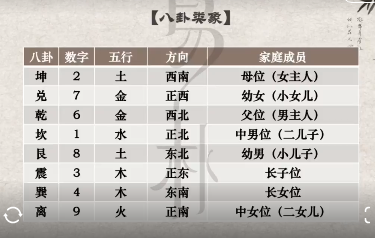 【八卦类象】
八卦 数字 五行 方向 家庭成员
坤 2 土 西南 母位（女主人）
兑 7 金 正西 幼女（小女儿）
乾 6 金 西北 父位（男主人）
坎 1 水 正北 中男位（二儿子）
艮 8 土 东北 幼男（小儿子）
震 3 木 正东 长子位
巽 4 木 东南 长女位
离 9 火 正南 中女位（二女儿）
易
朴